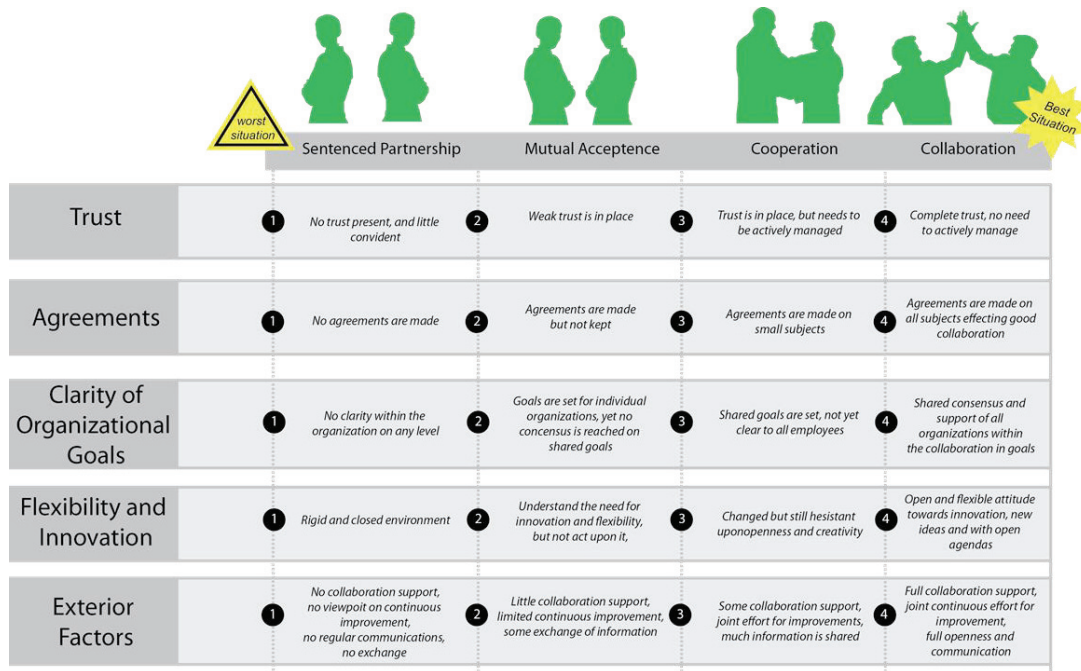 worst
situation
Best
Situation
Sentenced Partnership
Mutual Acceptence
Cooperation
Collaboration
Trust
1
No trust present, and little
convident
2
Weak trust is in place
3
Trust is in place, but needs to
be actively managed
4
Complete trust, no need
to actively manage
Agreements
1
No agreements are made
2
Agreements are made
but not kept
3
Agreements are made on
small subjects
4
Agreements are made on
all subjects effecting good
collaboration
Clarity of
Organizational
Goals
1
No clarity within the
organization on any level
2
Goals are set for individual
organizations, yet no
concensus is reached on
shared goals
3
Shared goals are set, not yet
clear to all employees
4
Shared consensus and
support of all
organizations within
the collaboration in goals
Flexibility and
Innovation
1
Rigid and closed environment
2
Understand the need for
innovation and flexibility,
but not act upon it,
3
Changed but still hesistant
uponopenness and creativity
4
Open and flexible attitude
towards innovation, new
ideas and with open
agendas
Exterior
Factors
1
No collaboration support,
no viewpoit on continuous
improvement,
no regular communications,
no exchange
2
Little collaboration support,
limited continuous improvement,
some exchange of information
3
Some collaboration support,
joint effort for improvements,
much information is shared
4
Full collaboration support,
joint continuous effort for
improvement,
full openness and
communication